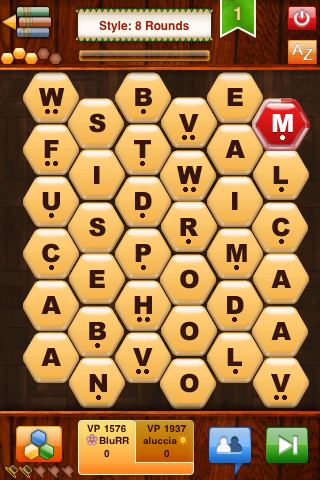 Style: 8 Rounds
1
AZ
W
B
E
S
V
M
F
T
A
I
W
L
U
D
I
S
R
C
C
P
M
E
O
A
A
H
D
B
O
A
A
V
L
N
O
V
VP 1576
VP 1937
BluRR
aluccia
0
0